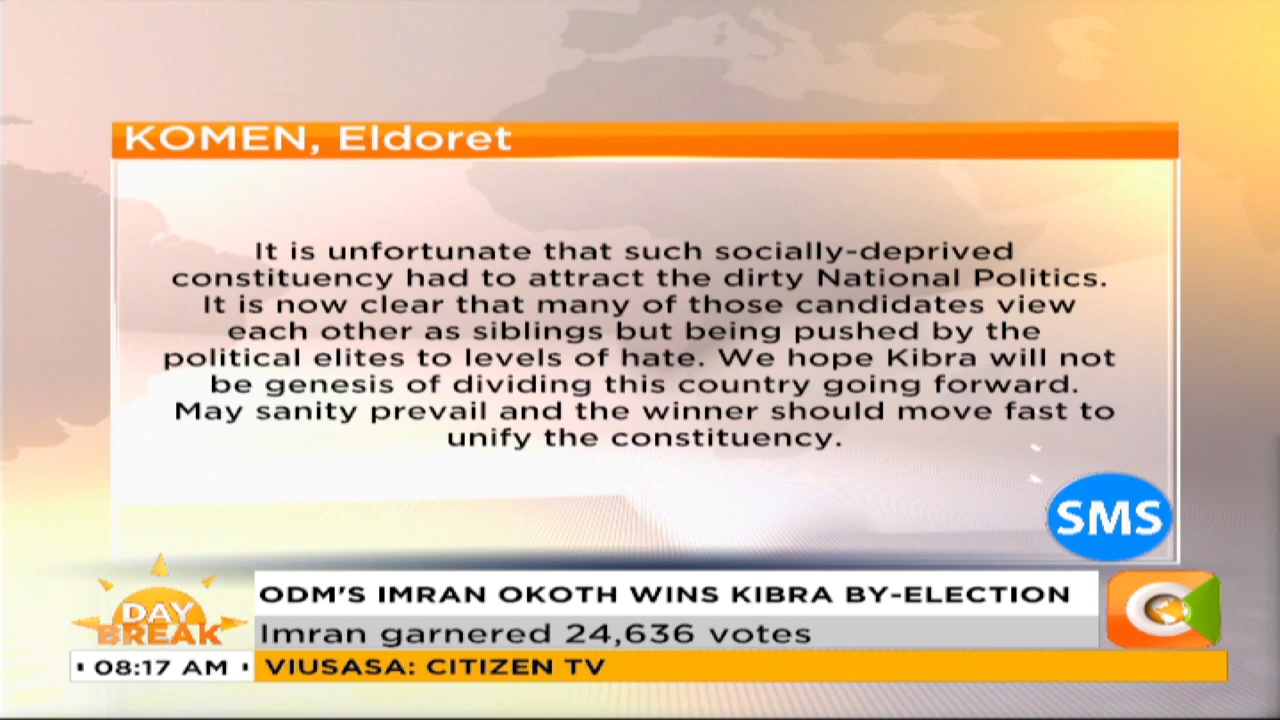 KOMEN, Eldoret
It is unfortunate that such socially-deprived
constituency had to attract the dirty National Politics.
It is now clear that many of those candidates view
each other as siblings but being pushed by the
political elites to levels of hate. We hope Kibra will not
be genesis of dividing this country going forward.
May sanity prevail and the winner should move fast to
unify the constituency.
SMS
DAY
BREAK
ODM'S IMRAN OKOTH WINS KIBRA BY-ELECTION
Imran garnered 24,636 votes
08:17 AM
VIUSASA: CITIZEN TV